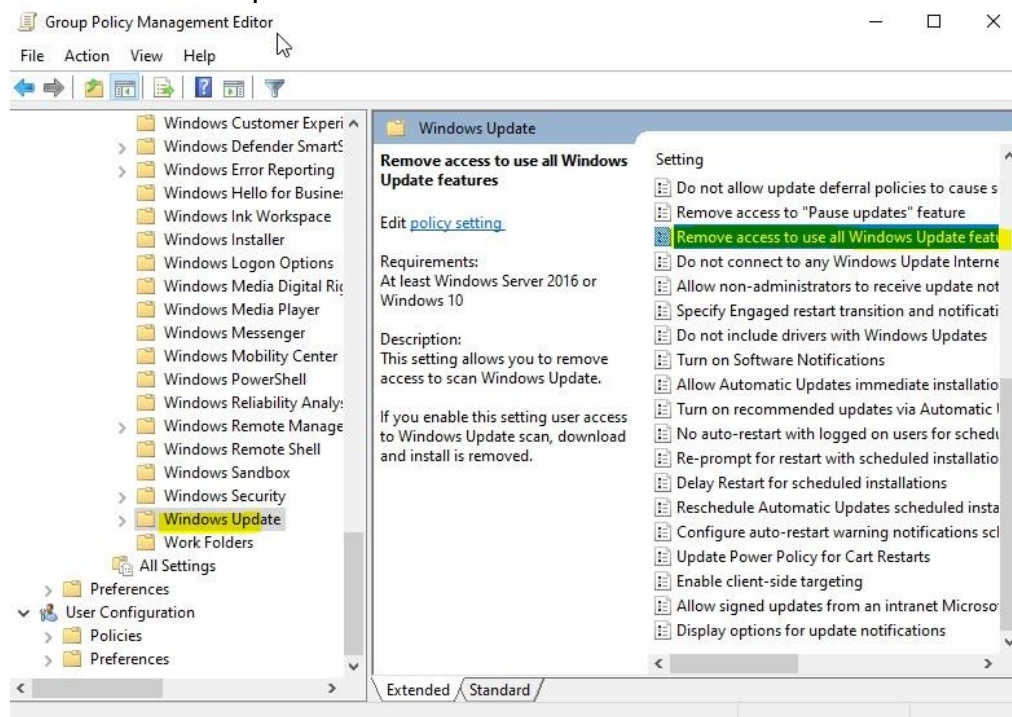 Group Policy Management Editor
File Action View Help
Windows Customer Experi
Windows Defender SmartS
Windows Error Reporting
Windows Hello for Busine
Windows Ink Workspace
Windows Installer
Windows Logon Options
Windows Media Digital Rig
Windows Media Player
Windows Messenger
Windows Mobility Center
Windows PowerShell
Windows Reliability Analys
Windows Remote Manage
Windows Remote Shell
Windows Sandbox
Windows Security
Windows Update
Work Folders
All Settings
Preferences
User Configuration
Policies
Preferences
Windows Update
Remove access to use all Windows
Update features
Edit policy setting
Requirements:
At least Windows Server 2016 or
Windows 10
Description:
This setting allows you to remove
access to scan Windows Update.
If you enable this setting user access
to Windows Update scan, download
and install is removed.
Setting
Do not allow update deferral policies to cause s
Remove access to "Pause updates" feature
Remove access to use all Windows Update featu
Do not connect to any Windows Update Interne
Allow non-administrators to receive update not
Specify Engaged restart transition and notificati
Do not include drivers with Windows Updates
Turn on Software Notifications
Allow Automatic Updates immediate installatio
Turn on recommended updates via Automatic
No auto-restart with logged on users for schedu
Re-prompt for restart with scheduled installatio
Delay Restart for scheduled installations
Reschedule Automatic Updates scheduled insta
Configure auto-restart warning notifications scl
Update Power Policy for Cart Restarts
Enable client-side targeting
Allow signed updates from an intranet Microso
Display options for update notifications
Extended Standard